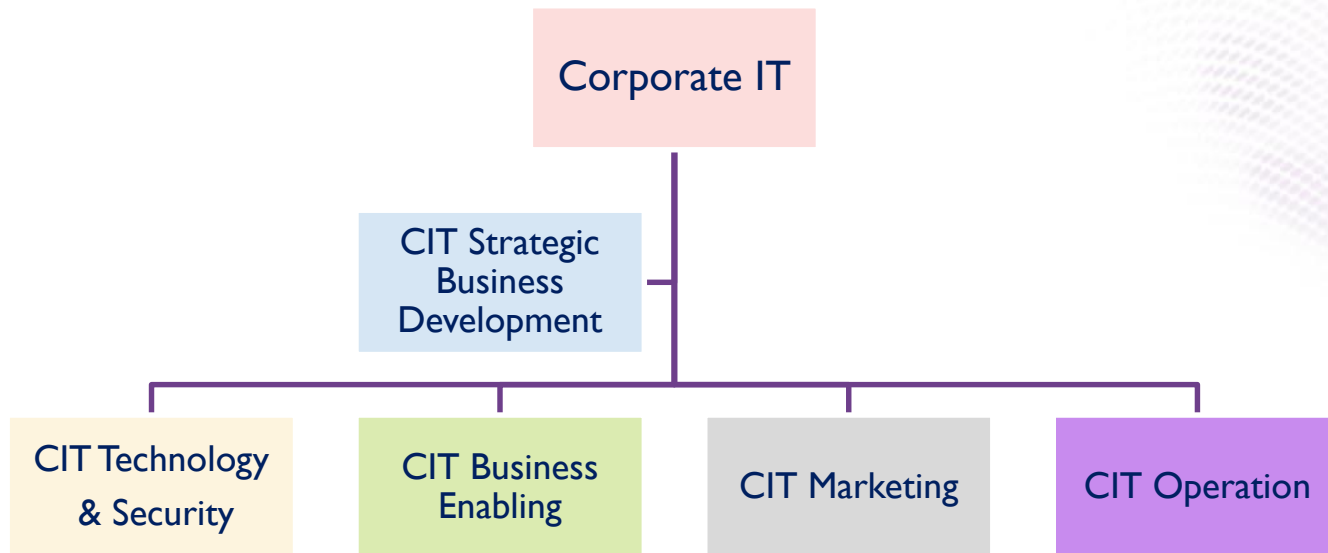 Corporate IT
CIT Strategic
Business
Development
CIT Technology
& Security
CIT Business
Enabling
CIT Marketing
CIT Operation